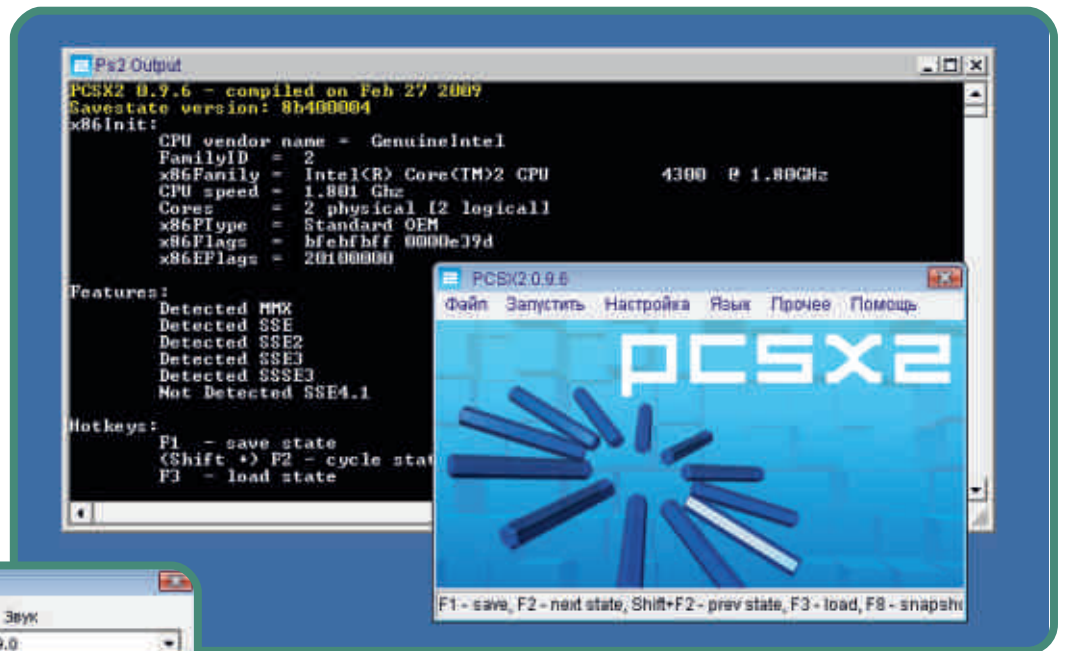 Ps2 Output
PCSX2 0.9.6 - compiled on Feb 27 2009
Savestate version: 8b400004
x86Init:
CPU vendor name = GenuineIntel
FamilyID = 2
x86Family = Intel(R) Core(TM)2 CPU 4300 @ 1.80GHz
CPU speed = 1.801 Ghz
Cores = 2 physical [2 logical]
x86PType = Standard OEM
x86Flags = bfebfbff 0000e39d
x86EFlags = 20100000
Features:
Detected MMX
Detected SSE
Detected SSE2
Detected SSE3
Detected SSSE3
Not Detected SSE4.1
Hotkeys:
F1 - save state
(Shift +) F2 - cycle stat
F3 - load state
PCSX2 0.9.6
Файл Запустить Настройка Язык Прочее Помощь
pcsx2
F1 - save, F2 - next state, Shift+F2 - prev state, F3 - load, F8 - snapsh
Звук
9.0